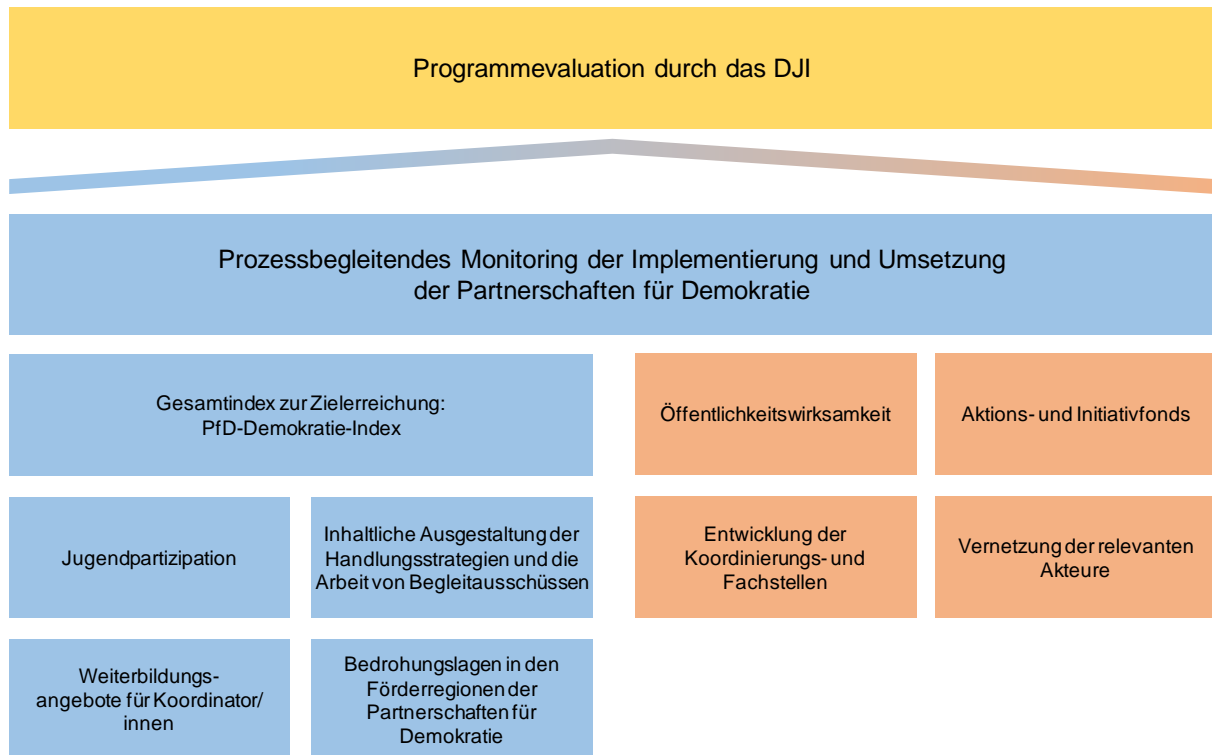 Programmevaluation durch das DJI
Prozessbegleitendes Monitoring der Implementierung und Umsetzung
der Partnerschaften für Demokratie
Gesamtindex zur Zielerreichung:
PfD-Demokratie-Index
Öffentlichkeitswirksamkeit
Aktions- und Initiativfonds
Jugendpartizipation
Inhaltliche Ausgestaltung der
Handlungsstrategien und die
Arbeit von Begleitausschüssen
Entwicklung der
Koordinierungs- und
Fachstellen
Vernetzung der relevanten
Akteure
Weiterbildungs-
angebote für Koordinator/
innen
Bedrohungslagen in den
Förderregionen der
Partnerschaften für
Demokratie